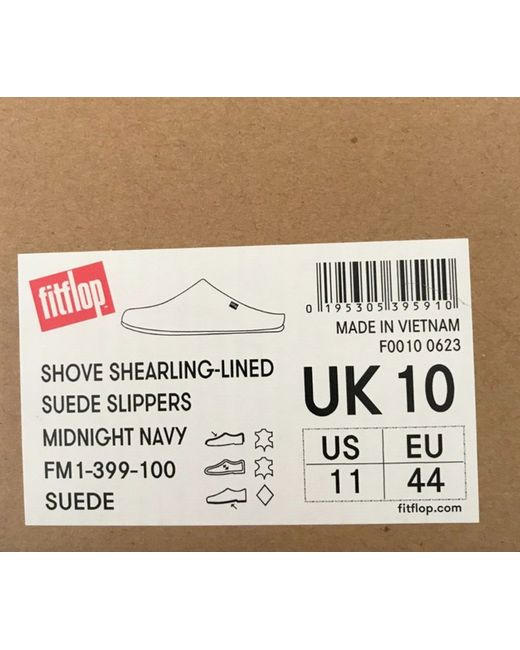 fitflop
0 195305 395910
MADE IN VIETNAM
F0010 0623
SHOVE SHEARLING-LINED
SUEDE SLIPPERS
MIDNIGHT NAVY
FM1-399-100
SUEDE
UK 10
US EU
11 44
fitflop.com